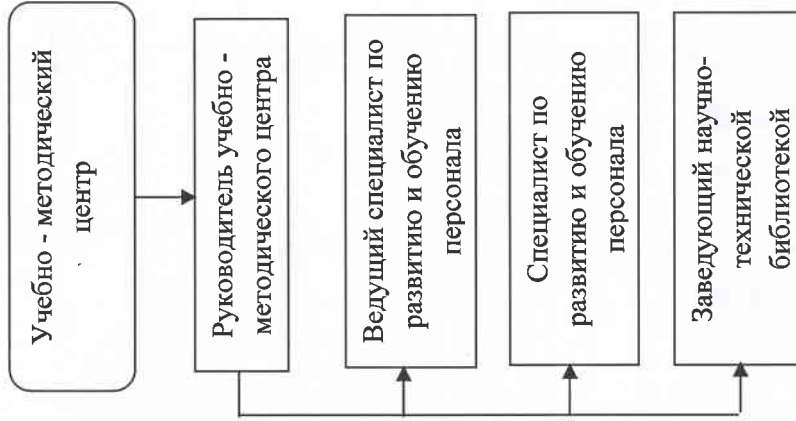 Учебно - методический
центр
Руководитель учебно -
методического центра
Ведущий специалист по
развитию и обучению
персонала
Специалист по
развитию и обучению
персонала
Заведующий научно-
технической
библиотекой